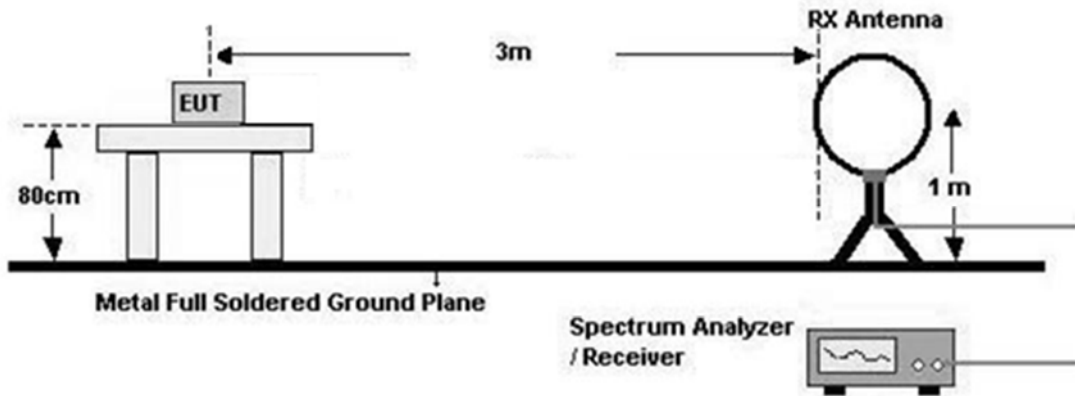 RX Antenna
3m
EUT
80cm
1 m
Metal Full Soldered Ground Plane
Spectrum Analyzer
/ Receiver